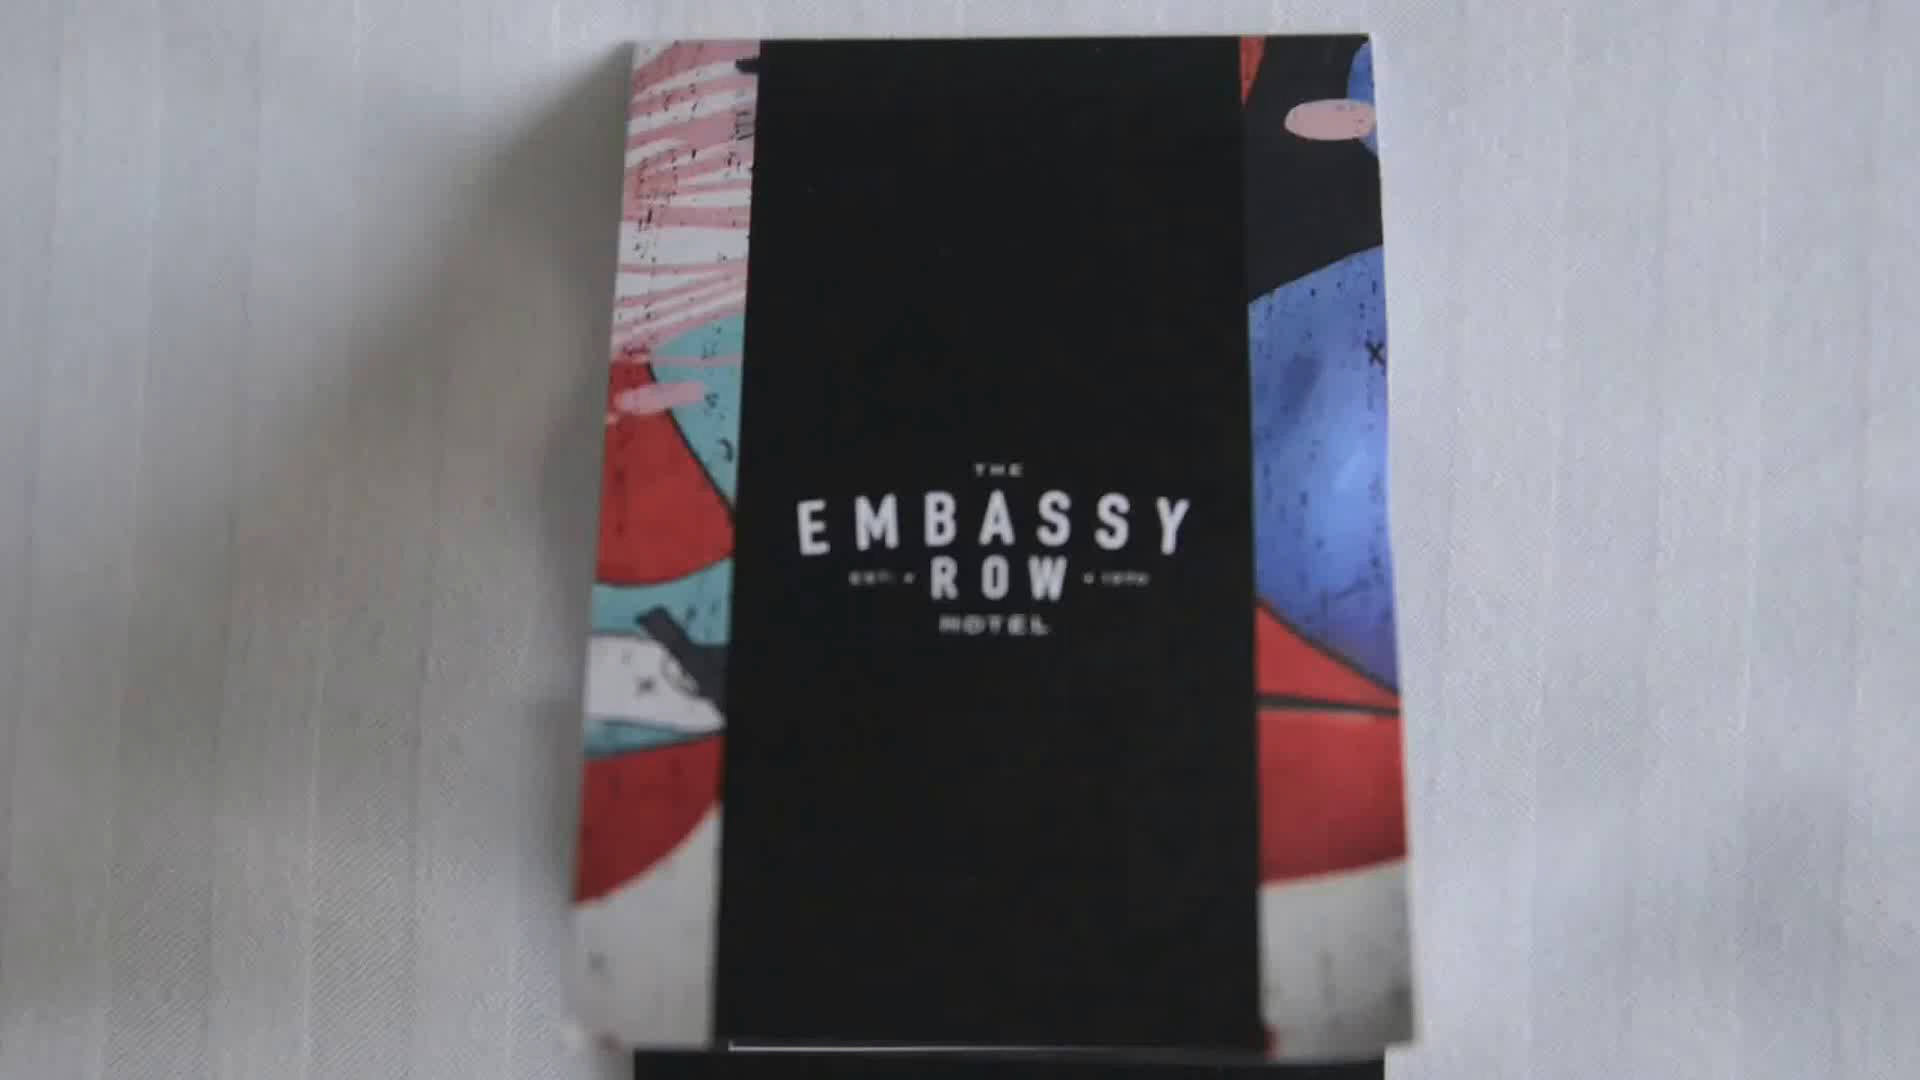 THE
EMBASSY
EST. • ROW • 1970
HOTEL